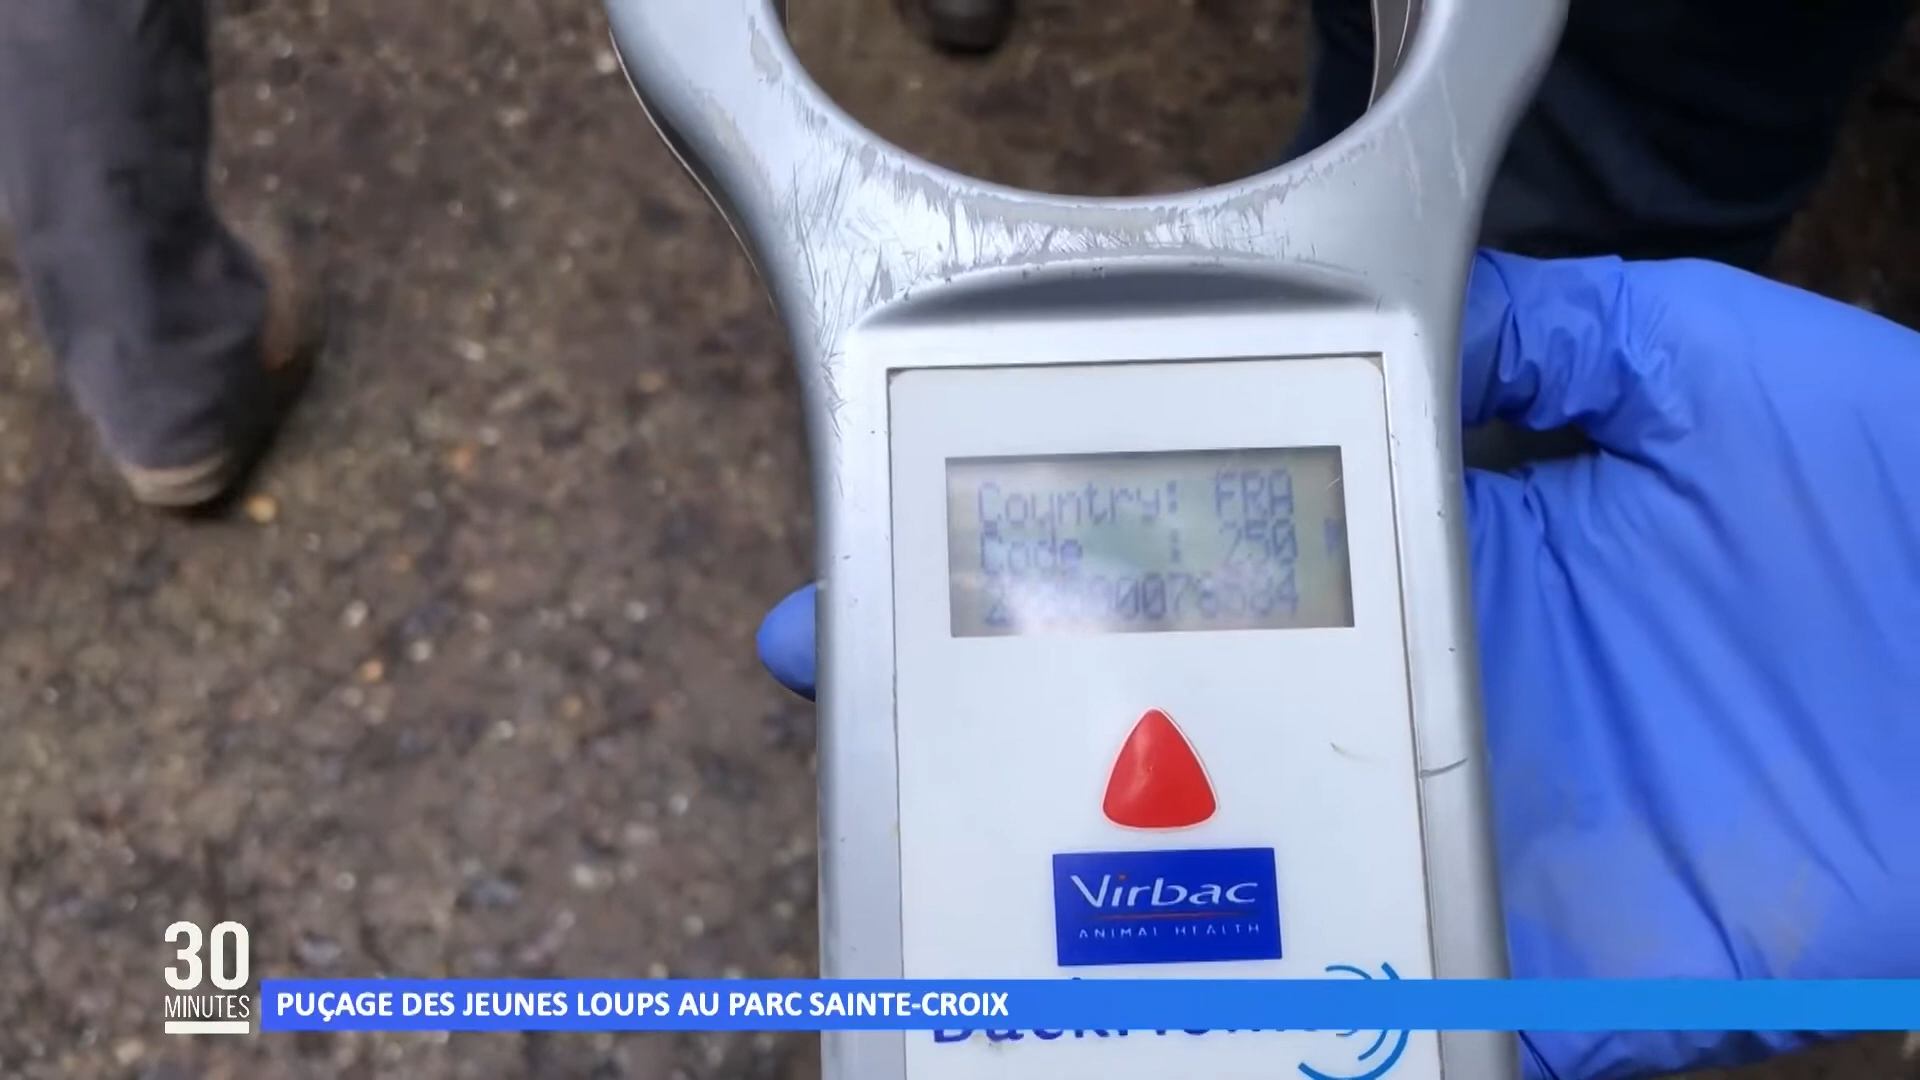 Country: FRA
Code : 250
Virbac
ANIMAL HEALTH
30
MINUTES
PUÇAGE DES JEUNES LOUPS AU PARC SAINTE-CROIX